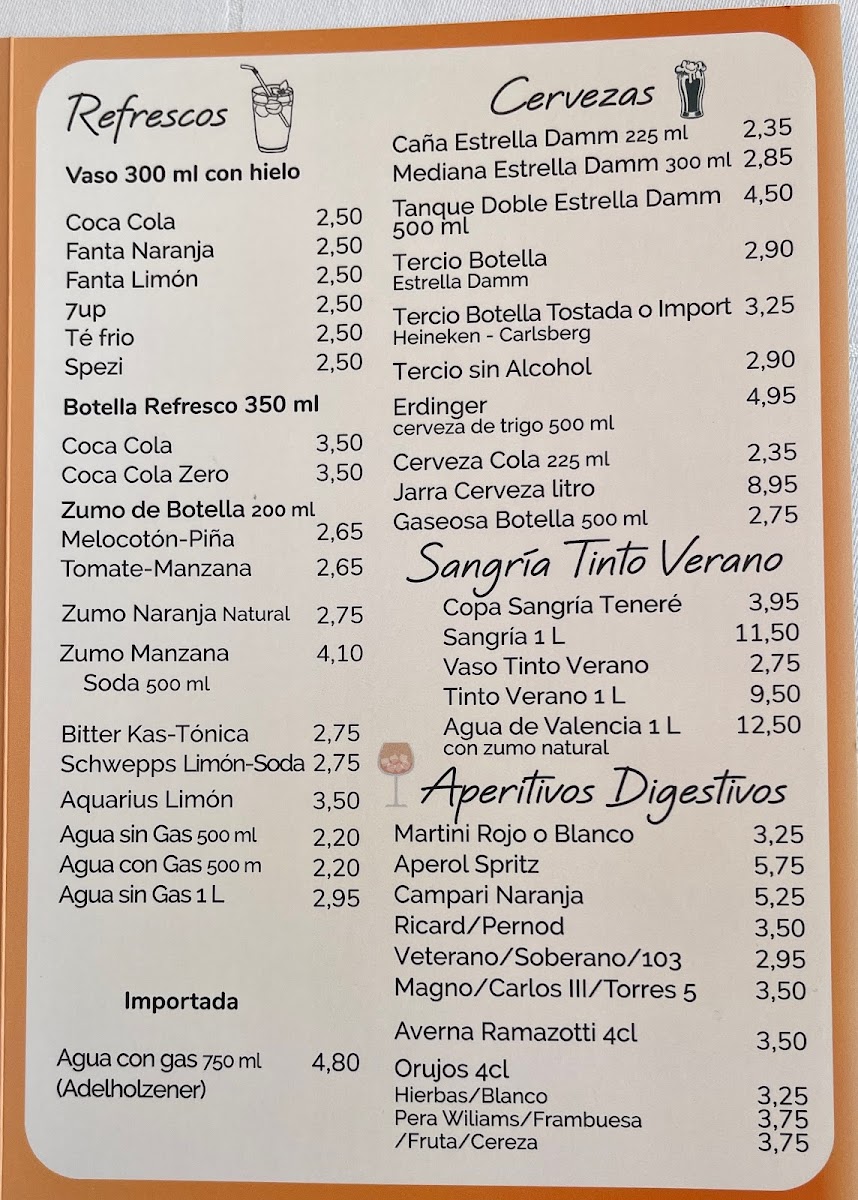 Refrescos
Vaso 300 ml con hielo
Coca Cola 2,50
Fanta Naranja 2,50
Fanta Limón 2,50
7up 2,50
Té frio 2,50
Spezi 2,50
Botella Refresco 350 ml
Coca Cola 3,50
Coca Cola Zero 3,50
Zumo de Botella 200 ml
Melocotón-Piña 2,65
Tomate-Manzana 2,65
Zumo Naranja Natural 2,75
Zumo Manzana 4,10
Soda 500 ml
Bitter Kas-Tónica 2,75
Schwepps Limón-Soda 2,75
Aquarius Limón 3,50
Agua sin Gas 500 ml 2,20
Agua con Gas 500 m 2,20
Agua sin Gas 1 L 2,95
Importada
Agua con gas 750 ml 4,80
(Adelholzener)
Cervezas
Caña Estrella Damm 225 ml 2,35
Mediana Estrella Damm 300 ml 2,85
Tanque Doble Estrella Damm 4,50
500 ml
Tercio Botella 2,90
Estrella Damm
Tercio Botella Tostada o Import 3,25
Heineken - Carlsberg
Tercio sin Alcohol 2,90
Erdinger 4,95
cerveza de trigo 500 ml
Cerveza Cola 225 ml 2,35
Jarra Cerveza litro 8,95
Gaseosa Botella 500 ml 2,75
Sangría Tinto Verano
Copa Sangría Teneré 3,95
Sangría 1 L 11,50
Vaso Tinto Verano 2,75
Tinto Verano 1 L 9,50
Agua de Valencia 1 L 12,50
con zumo natural
Aperitivos Digestivos
Martini Rojo o Blanco 3,25
Aperol Spritz 5,75
Campari Naranja 5,25
Ricard/Pernod 3,50
Veterano/Soberano/103 2,95
Magno/Carlos III/Torres 5 3,50
Averna Ramazotti 4cl 3,50
Orujos 4cl
Hierbas/Blanco 3,25
Pera Wiliams/Frambuesa 3,75
/Fruta/Cereza 3,75